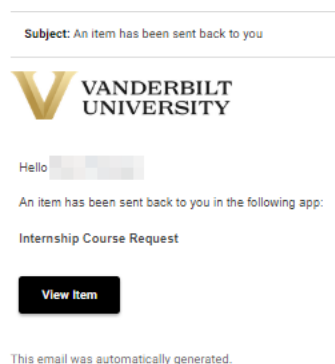 Subject: An item has been sent back to you
VANDERBILT
UNIVERSITY
Hello
An item has been sent back to you in the following app:
Internship Course Request
View Item
This email was automatically generated.